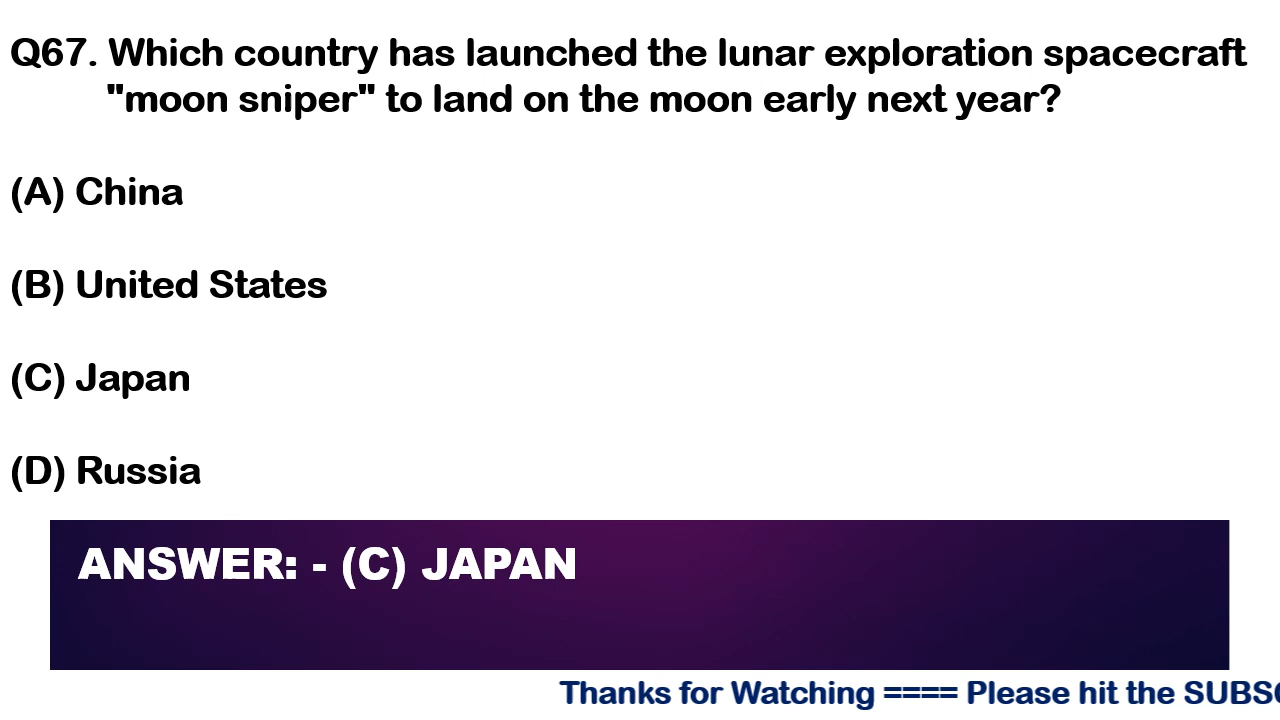 Q67. Which country has launched the lunar exploration spacecraft
"moon sniper" to land on the moon early next year?
(A) China
(B) United States
(C) Japan
(D) Russia
ANSWER: - (C) JAPAN
Thanks for Watching ==== Please hit the